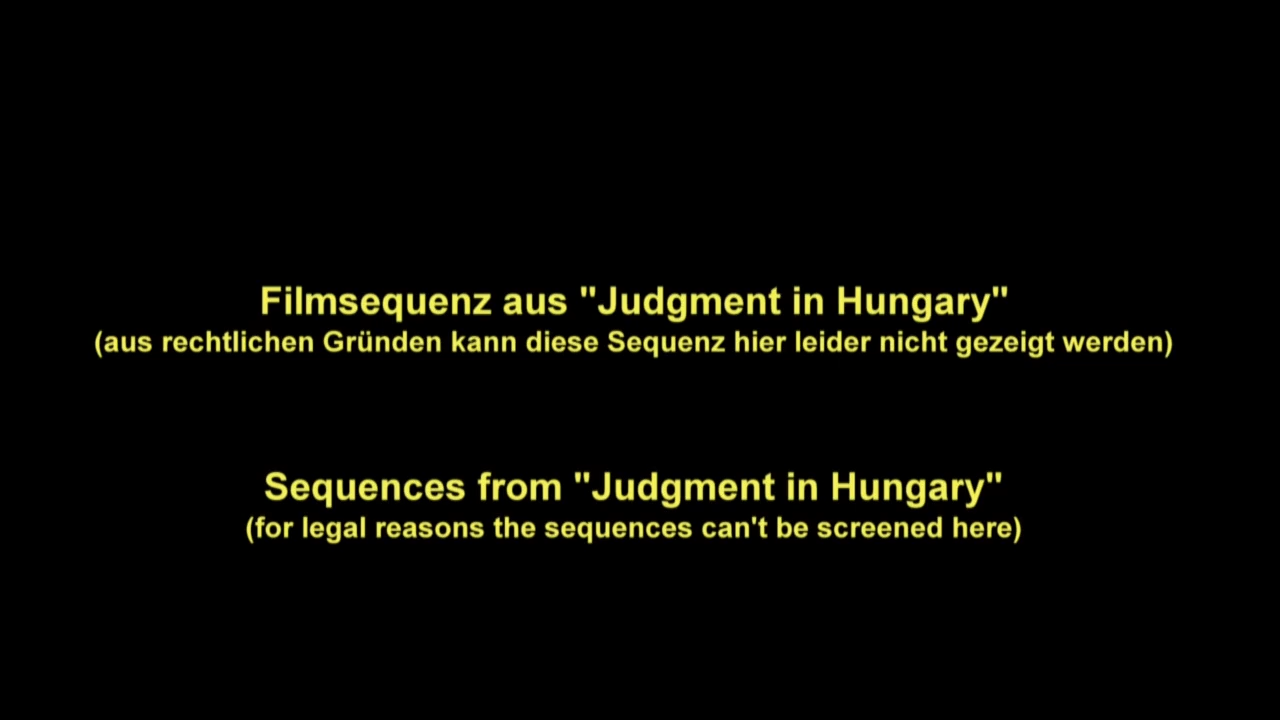 Filmsequenz aus "Judgment in Hungary"
(aus rechtlichen Gründen kann diese Sequenz hier leider nicht gezeigt werden)
Sequences from "Judgment in Hungary"
(for legal reasons the sequences can't be screened here)